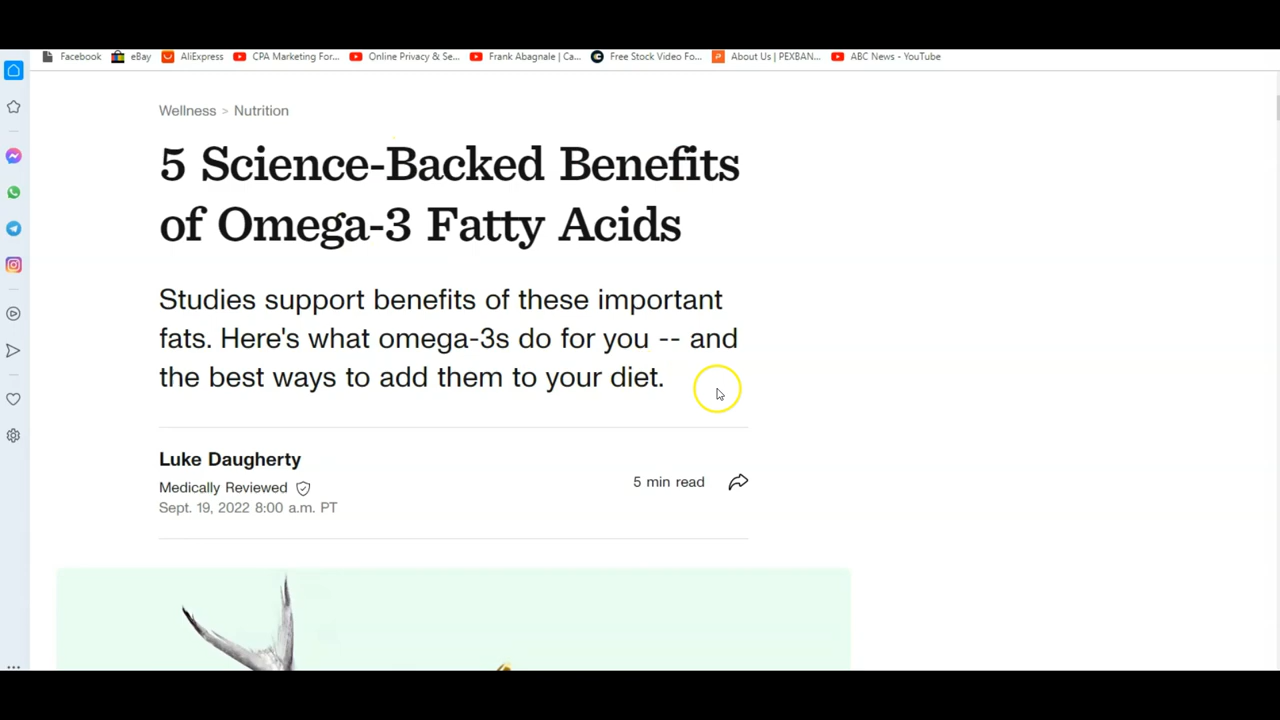 Facebook eBay AliExpress CPA Marketing For... Online Privacy & Se... Frank Abagnale | Ca... Free Stock Video Fo... About Us | PEXBAN... ABC News - YouTube
Wellness > Nutrition
5 Science-Backed Benefits
of Omega-3 Fatty Acids
Studies support benefits of these important
fats. Here's what omega-3s do for you -- and
the best ways to add them to your diet.
Luke Daugherty
Medically Reviewed
5 min read
Sept. 19, 2022 8:00 a.m. PT